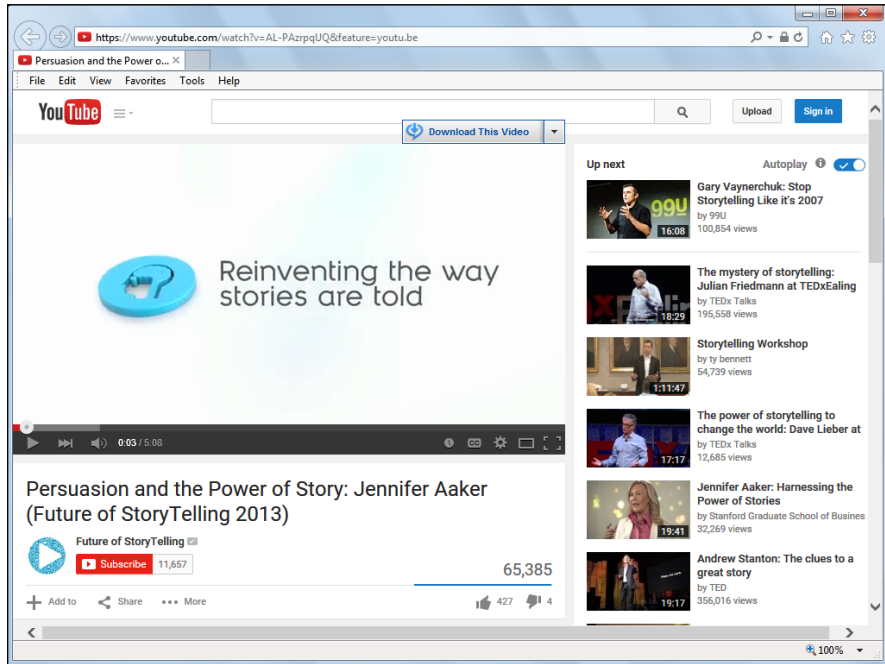 https://www.youtube.com/watch?v=AL-PAzrpqUQ&feature=youtu.be
Persuasion and the Power o...
File Edit View Favorites Tools Help
YouTube
Upload
Sign in
Download This Video
Reinventing the way
stories are told
0:03 / 5:08
CC
Persuasion and the Power of Story: Jennifer Aaker
(Future of StoryTelling 2013)
Future of StoryTelling
Subscribe 11,657
65,385
Add to Share More
427 4
Up next Autoplay
99U
16:08
Gary Vaynerchuk: Stop
Storytelling Like it's 2007
by 99U
100,854 views
18:29
The mystery of storytelling:
Julian Friedmann at TEDxEaling
by TEDx Talks
195,558 views
1:11:47
Storytelling Workshop
by ty bennett
54,739 views
17:17
The power of storytelling to
change the world: Dave Lieber at
by TEDx Talks
12,685 views
19:41
Jennifer Aaker: Harnessing the
Power of Stories
by Stanford Graduate School of Busines
32,269 views
19:17
Andrew Stanton: The clues to a
great story
by TED
356,016 views
100%